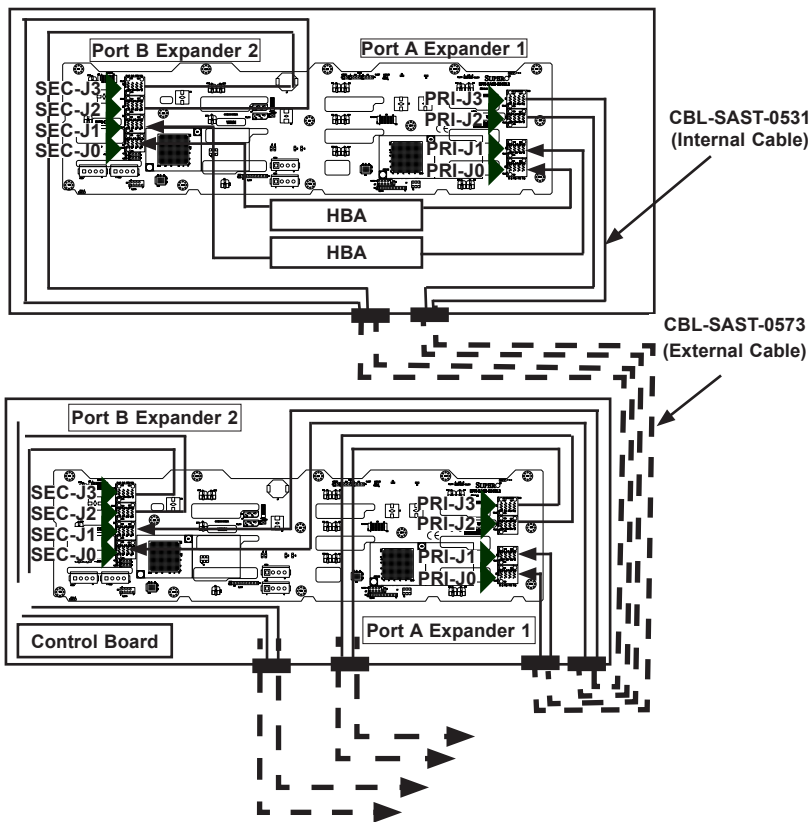 Port B Expander 2
Port A Expander 1
SEC-J3
SEC-J2
SEC-J1
SEC-J0
PRI-J3
PRI-J2
PRI-J1
PRI-J0
HBA
HBA
CBL-SAST-0531
(Internal Cable)
CBL-SAST-0573
(External Cable)
Port B Expander 2
SEC-J3
SEC-J2
SEC-J1
SEC-J0
PRI-J3
PRI-J2
PRI-J1
PRI-J0
Port A Expander 1
Control Board